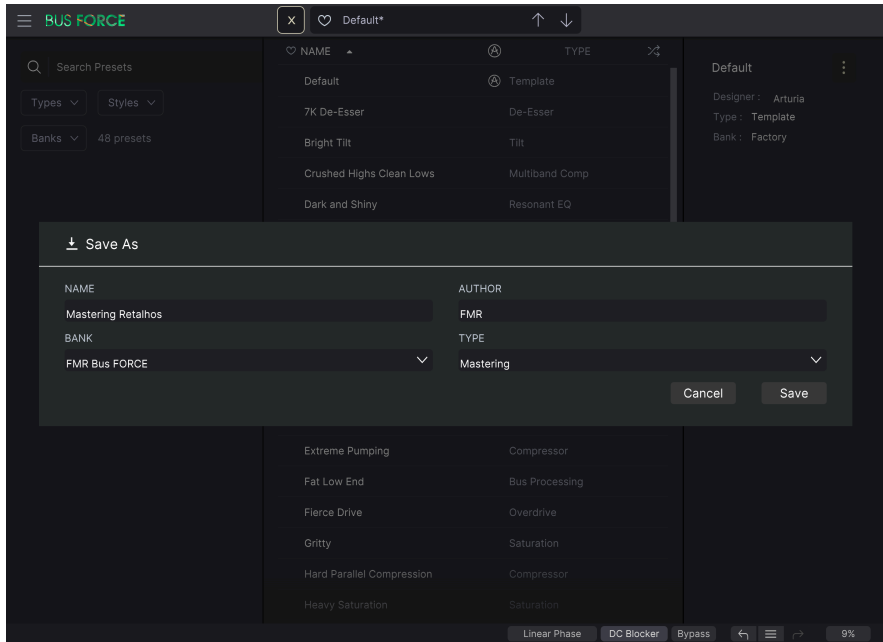 BUS FORCE
X Default*
Search Presets
Types Styles
Banks 48 presets
NAME TYPE
Default Template
7K De-Esser De-Esser
Bright Tilt Tilt
Crushed Highs Clean Lows Multiband Comp
Dark and Shiny Resonant EQ
Default
Designer : Arturia
Type : Template
Bank : Factory
Save As
NAME AUTHOR
Mastering Retalhos FMR
BANK TYPE
FMR Bus FORCE Mastering
Cancel Save
Extreme Pumping Compressor
Fat Low End Bus Processing
Fierce Drive Overdrive
Gritty Saturation
Hard Parallel Compression Compressor
Heavy Saturation Saturation
Linear Phase DC Blocker Bypass 9%